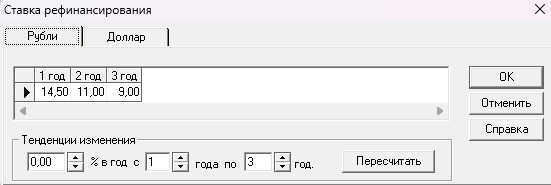 Ставка рефинансирования
Рубли Доллар
1 год 2 год 3 год
14,50 11,00 9,00
OK
Отменить
Справка
Тенденции изменения
0,00 % в год с 1 года по 3 год. Пересчитать